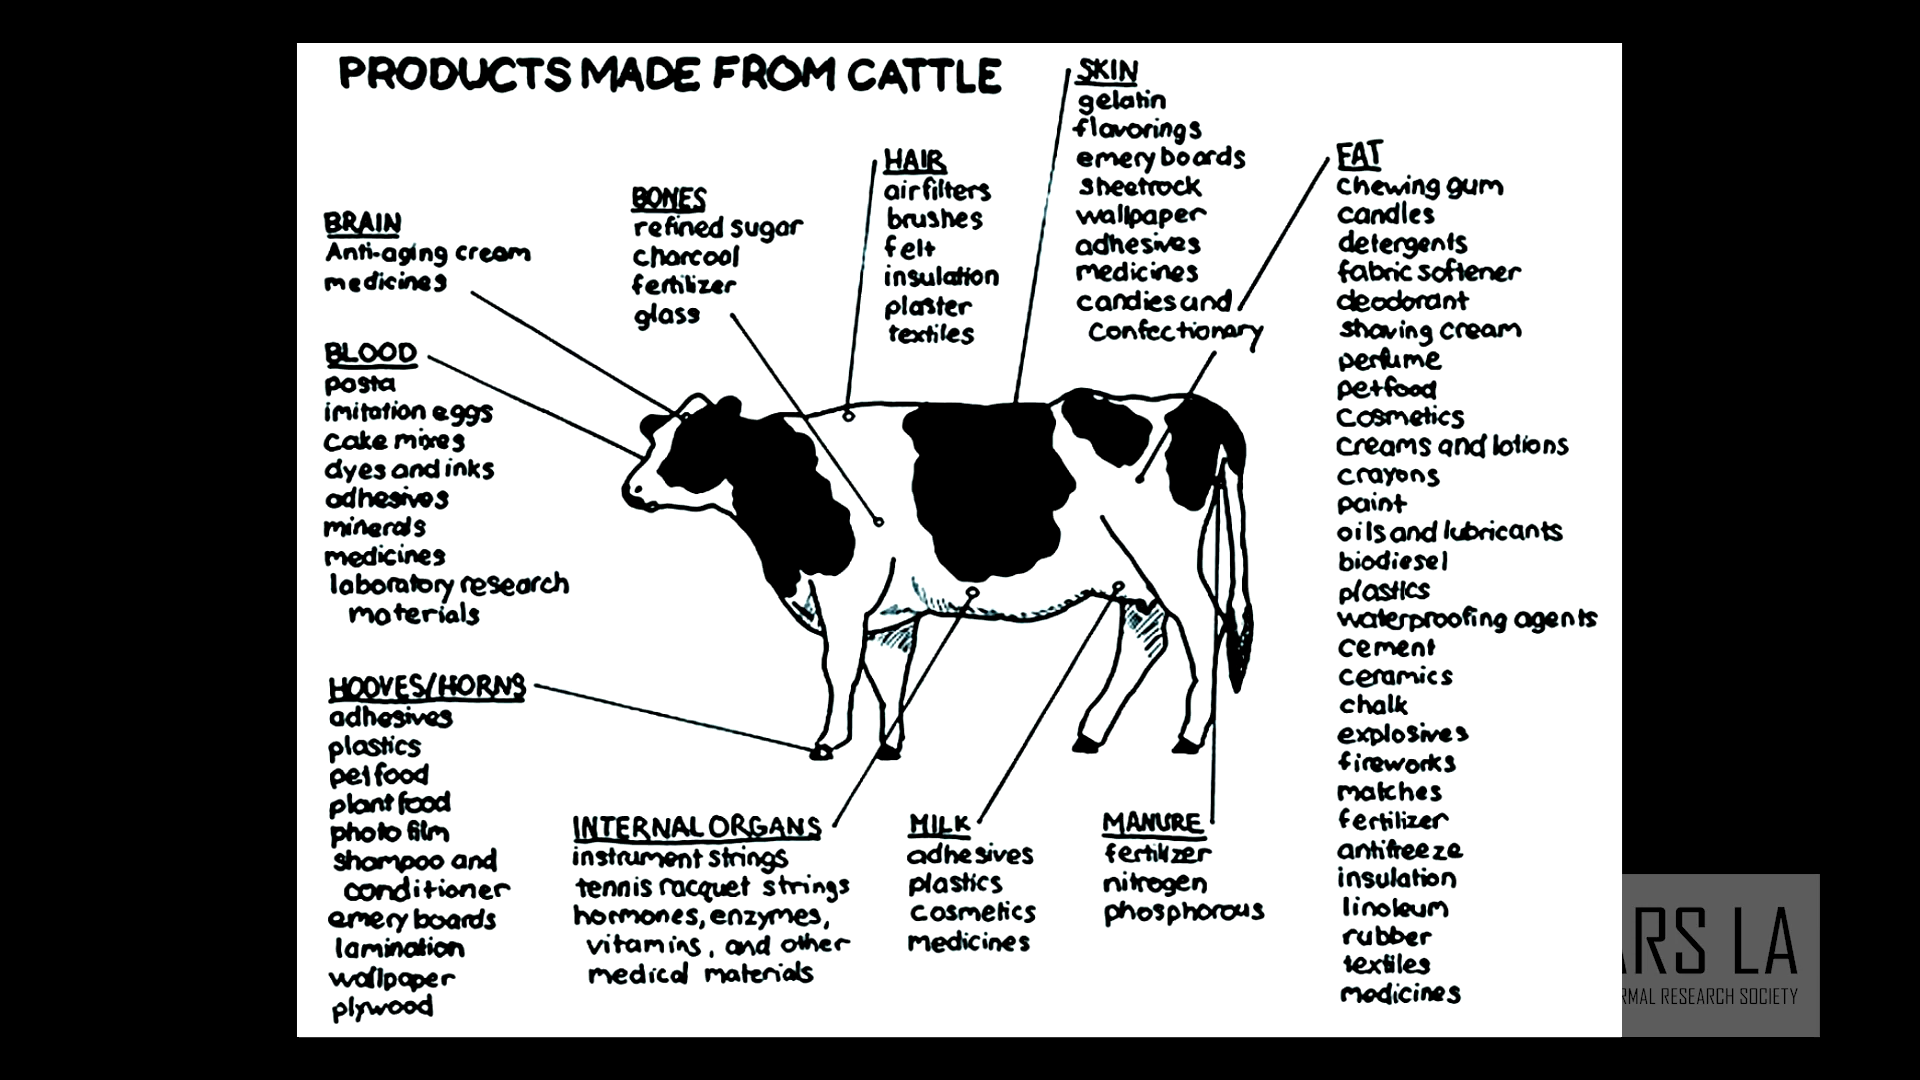 PRODUCTS MADE FROM CATTLE
BRAIN
Anti-aging cream
medicines
BLOOD
pasta
imitation eggs
cake mixes
dyes and inks
adhesives
minerals
medicines
laboratory research
materials
HOOVES/HORNS
adhesives
plastics
pet food
plant food
photo film
shampoo and
conditioner
emery boards
lamination
wallpaper
plywood
BONES
refined sugar
charcoal
fertilizer
glass
HAIR
air filters
brushes
felt
insulation
plaster
textiles
SKIN
gelatin
flavorings
emery boards
sheetrock
wallpaper
adhesives
medicines
candies and
confectionary
FAT
chewing gum
candles
detergents
fabric softener
deodorant
shaving cream
perfume
petfood
cosmetics
creams and lotions
crayons
paint
oils and lubricants
biodiesel
plastics
waterproofing agents
cement
ceramics
chalk
explosives
fireworks
matches
fertilizer
antifreeze
insulation
linoleum
rubber
textiles
medicines
INTERNAL ORGANS
instrument strings
tennis racquet strings
hormones, enzymes,
vitamins, and other
medical materials
MILK
adhesives
plastics
cosmetics
medicines
MANURE
fertilizer
nitrogen
phosphorous
ARS LA
RMAL RESEARCH SOCIETY